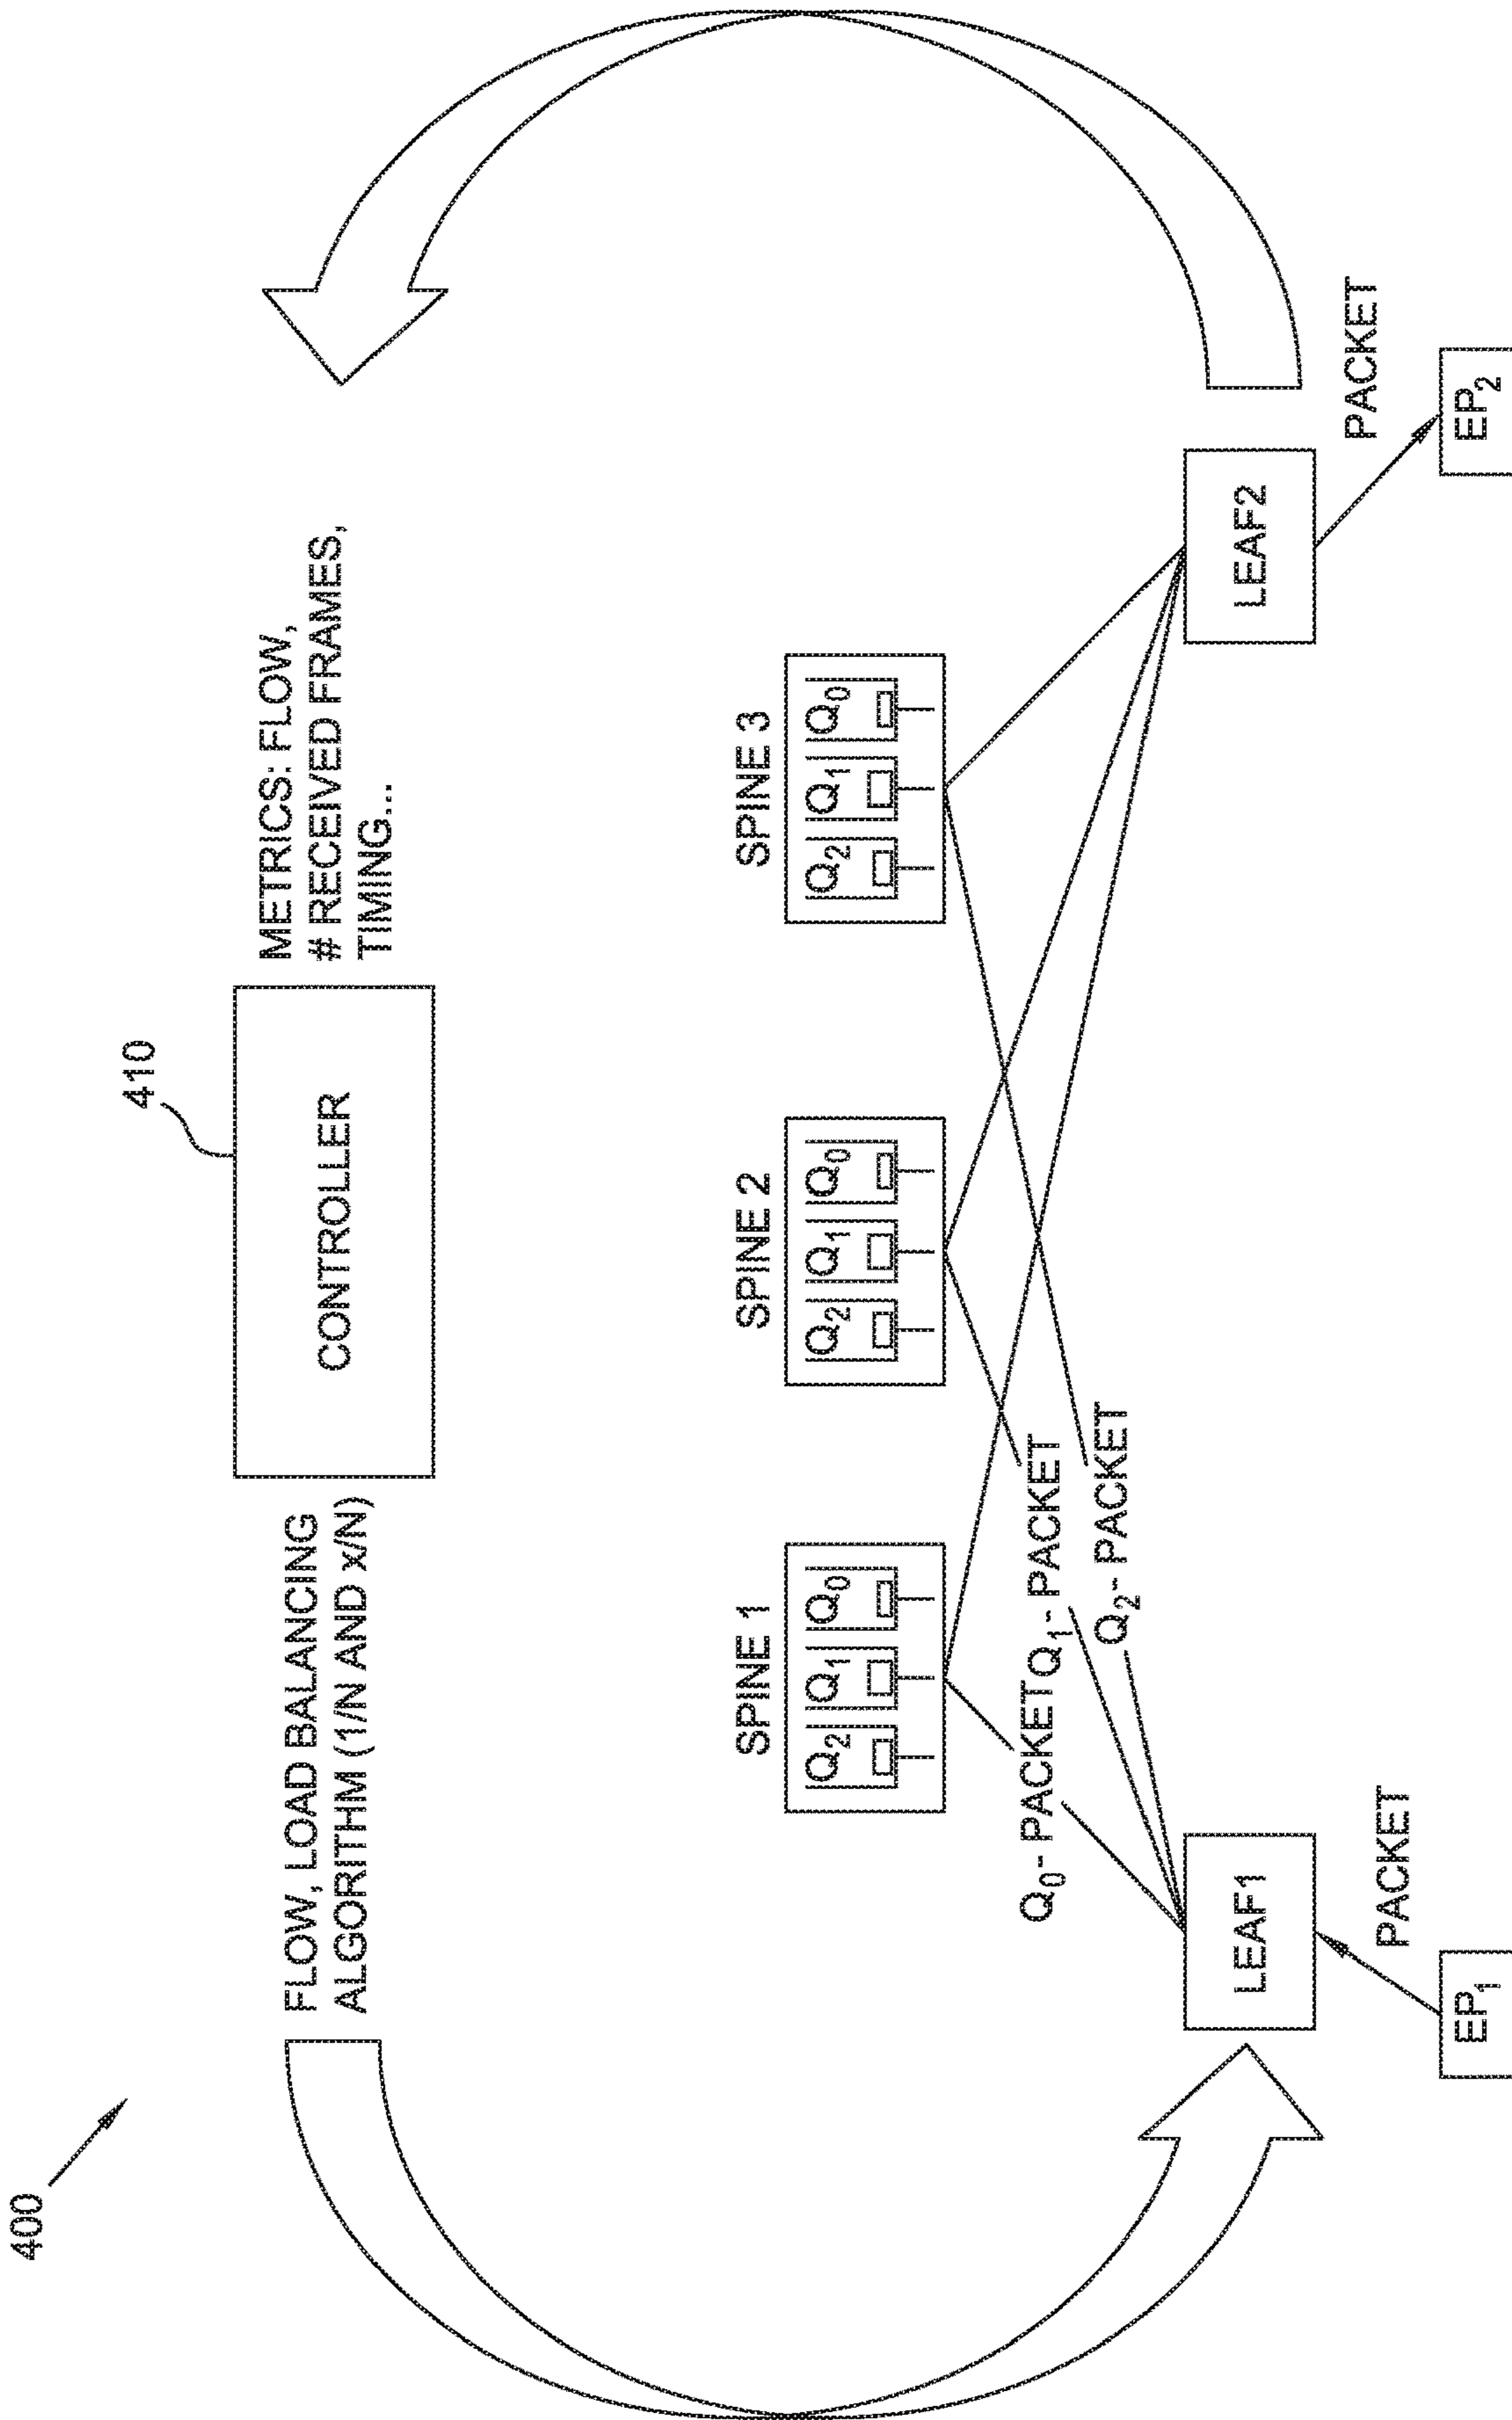 400
410
FLOW, LOAD BALANCING
ALGORITHM (1/N AND x/N)
CONTROLLER
METRICS: FLOW,
# RECEIVED FRAMES,
TIMING...
SPINE 1
Q2 Q1 Q0
SPINE 2
Q2 Q1 Q0
SPINE 3
Q2 Q1 Q0
Q0- PACKET
Q1- PACKET
Q2- PACKET
LEAF1
LEAF2
PACKET
PACKET
EP1
EP2